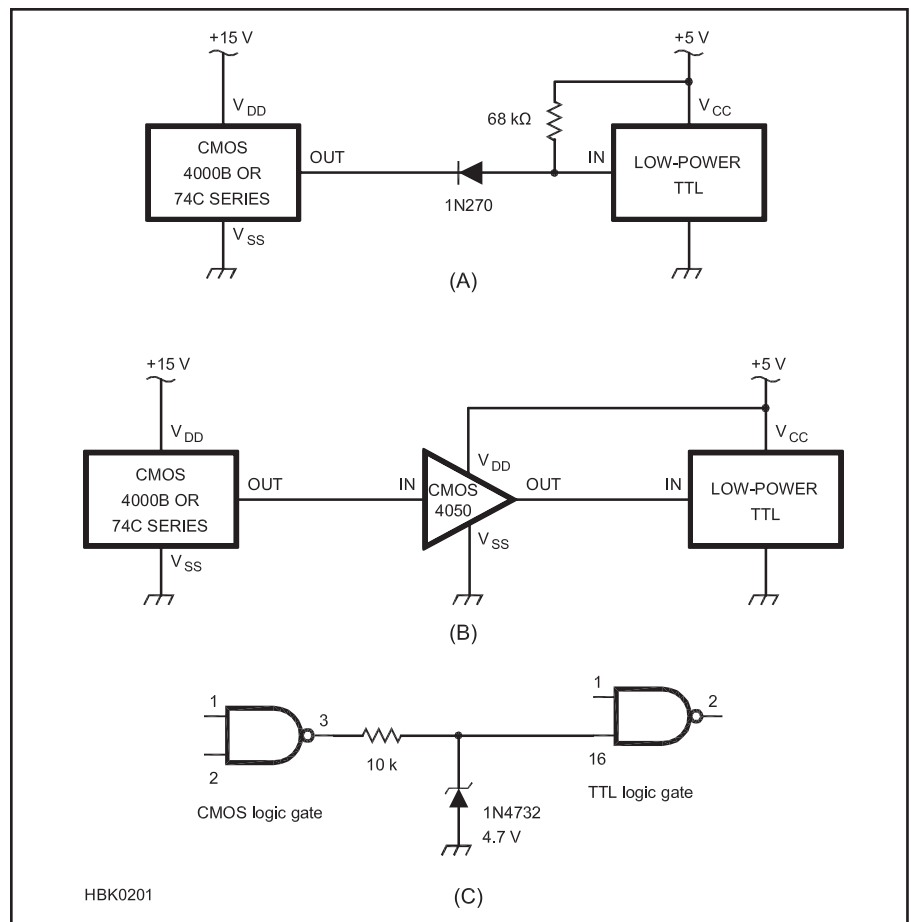 +15 V
+5 V
V DD
V CC
68 kΩ
CMOS
4000B OR
74C SERIES
OUT
IN
LOW-POWER
TTL
1N270
V SS
(A)
+15 V
+5 V
V DD
V CC
CMOS
4000B OR
74C SERIES
OUT
IN
V DD
CMOS
4050
OUT
IN
LOW-POWER
TTL
V SS
V SS
(B)
1
2
3
10 k
CMOS logic gate
1N4732
4.7 V
1
16
2
TTL logic gate
HBK0201
(C)